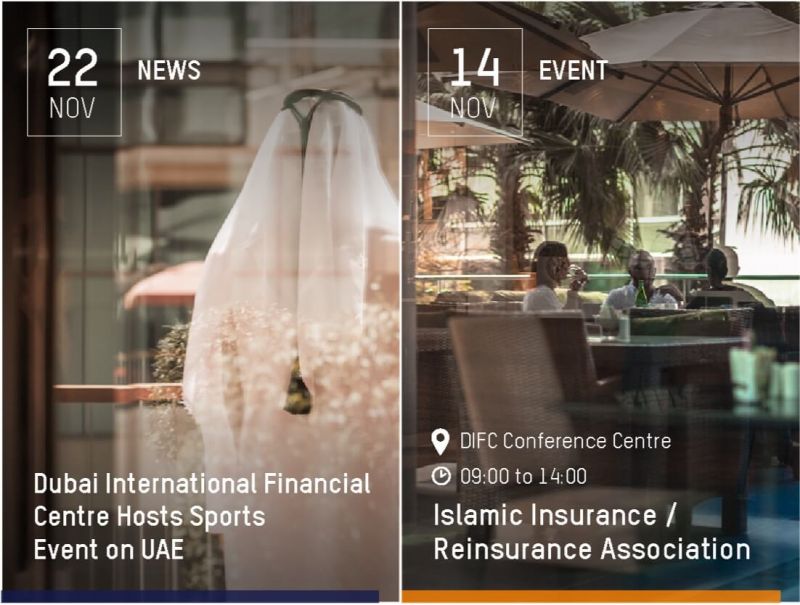 22
NOV
NEWS
Dubai International Financial
Centre Hosts Sports
Event on UAE
14
NOV
EVENT
DIFC Conference Centre
09:00 to 14:00
Islamic Insurance /
Reinsurance Association